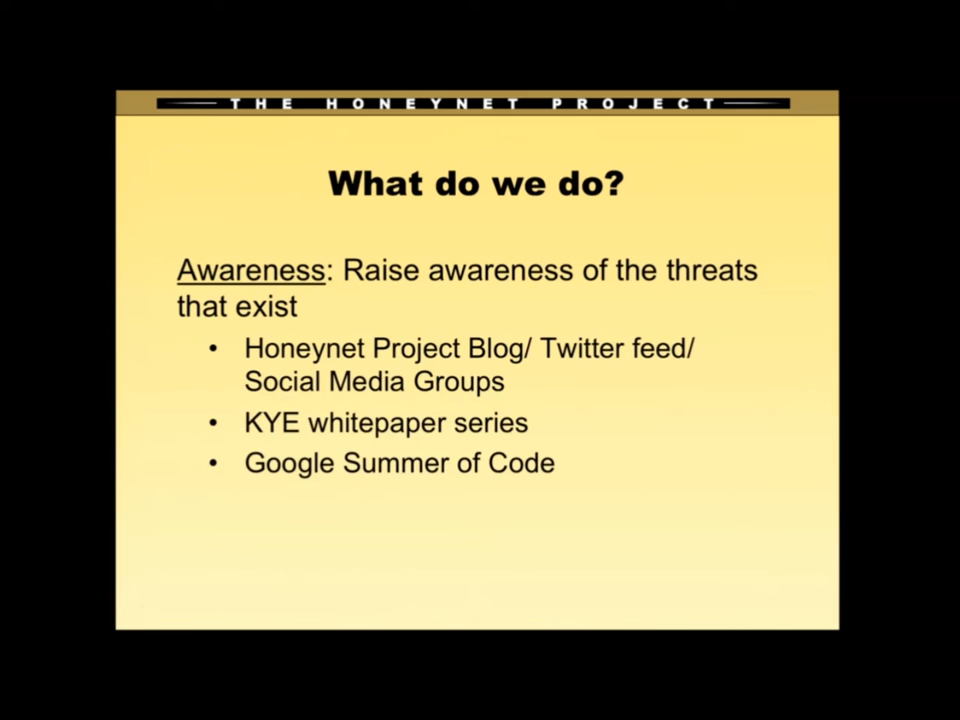 THE HONEYNET PROJECT
What do we do?
Awareness: Raise awareness of the threats
that exist
• Honeynet Project Blog/ Twitter feed/
Social Media Groups
• KYE whitepaper series
• Google Summer of Code